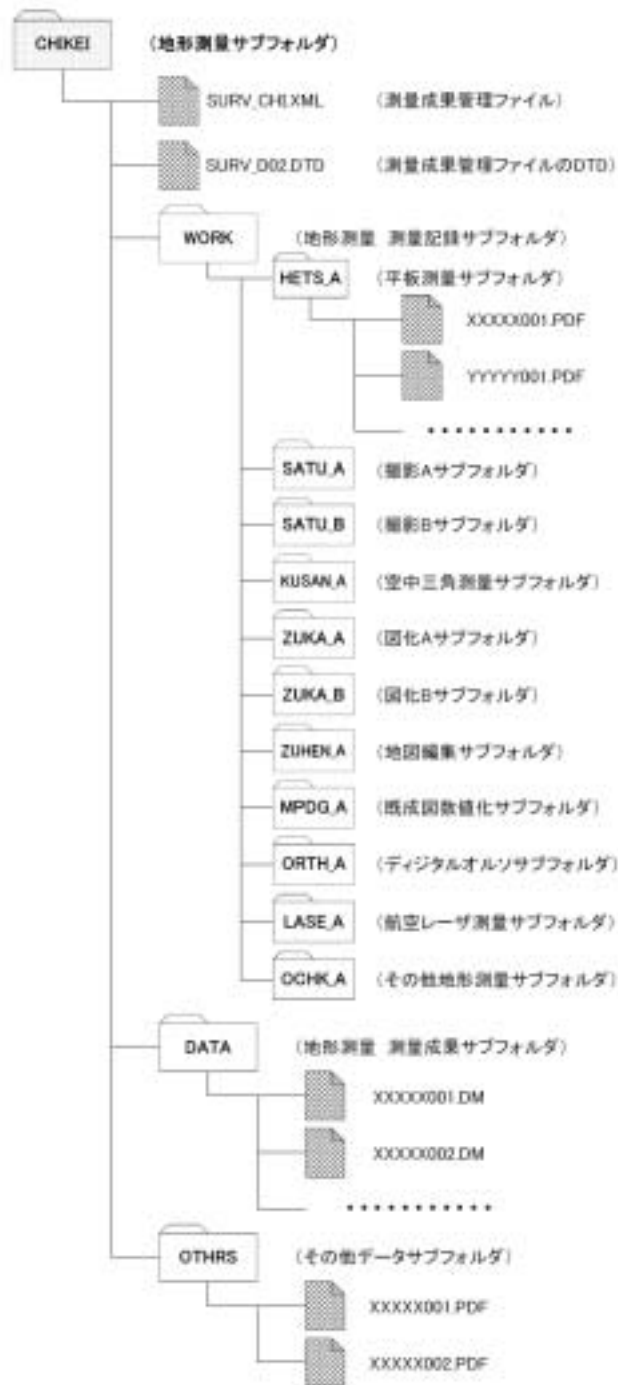 CHIKEI （地形測量サブフォルダ）
SURV_CHI.XML （測量成果管理ファイル）
SURV_D02.DTD （測量成果管理ファイルのDTD）
WORK （地形測量 測量記録サブフォルダ）
HETS_A （平板測量サブフォルダ）
XXXXX001.PDF
YYYYY001.PDF
・・・・・・・・・・・
SATU_A （撮影Aサブフォルダ）
SATU_B （撮影Bサブフォルダ）
KUSAN_A （空中三角測量サブフォルダ）
ZUKA_A （図化Aサブフォルダ）
ZUKA_B （図化Bサブフォルダ）
ZUHEN_A （地図編集サブフォルダ）
MPDG_A （既成図数値化サブフォルダ）
ORTH_A （ディジタルオルソサブフォルダ）
LASE_A （航空レーザ測量サブフォルダ）
OCHK_A （その他地形測量サブフォルダ）
DATA （地形測量 測量成果サブフォルダ）
XXXXX001.DM
XXXXX002.DM
・・・・・・・・・・・
OTHRS （その他データサブフォルダ）
XXXXX001.PDF
XXXXX002.PDF